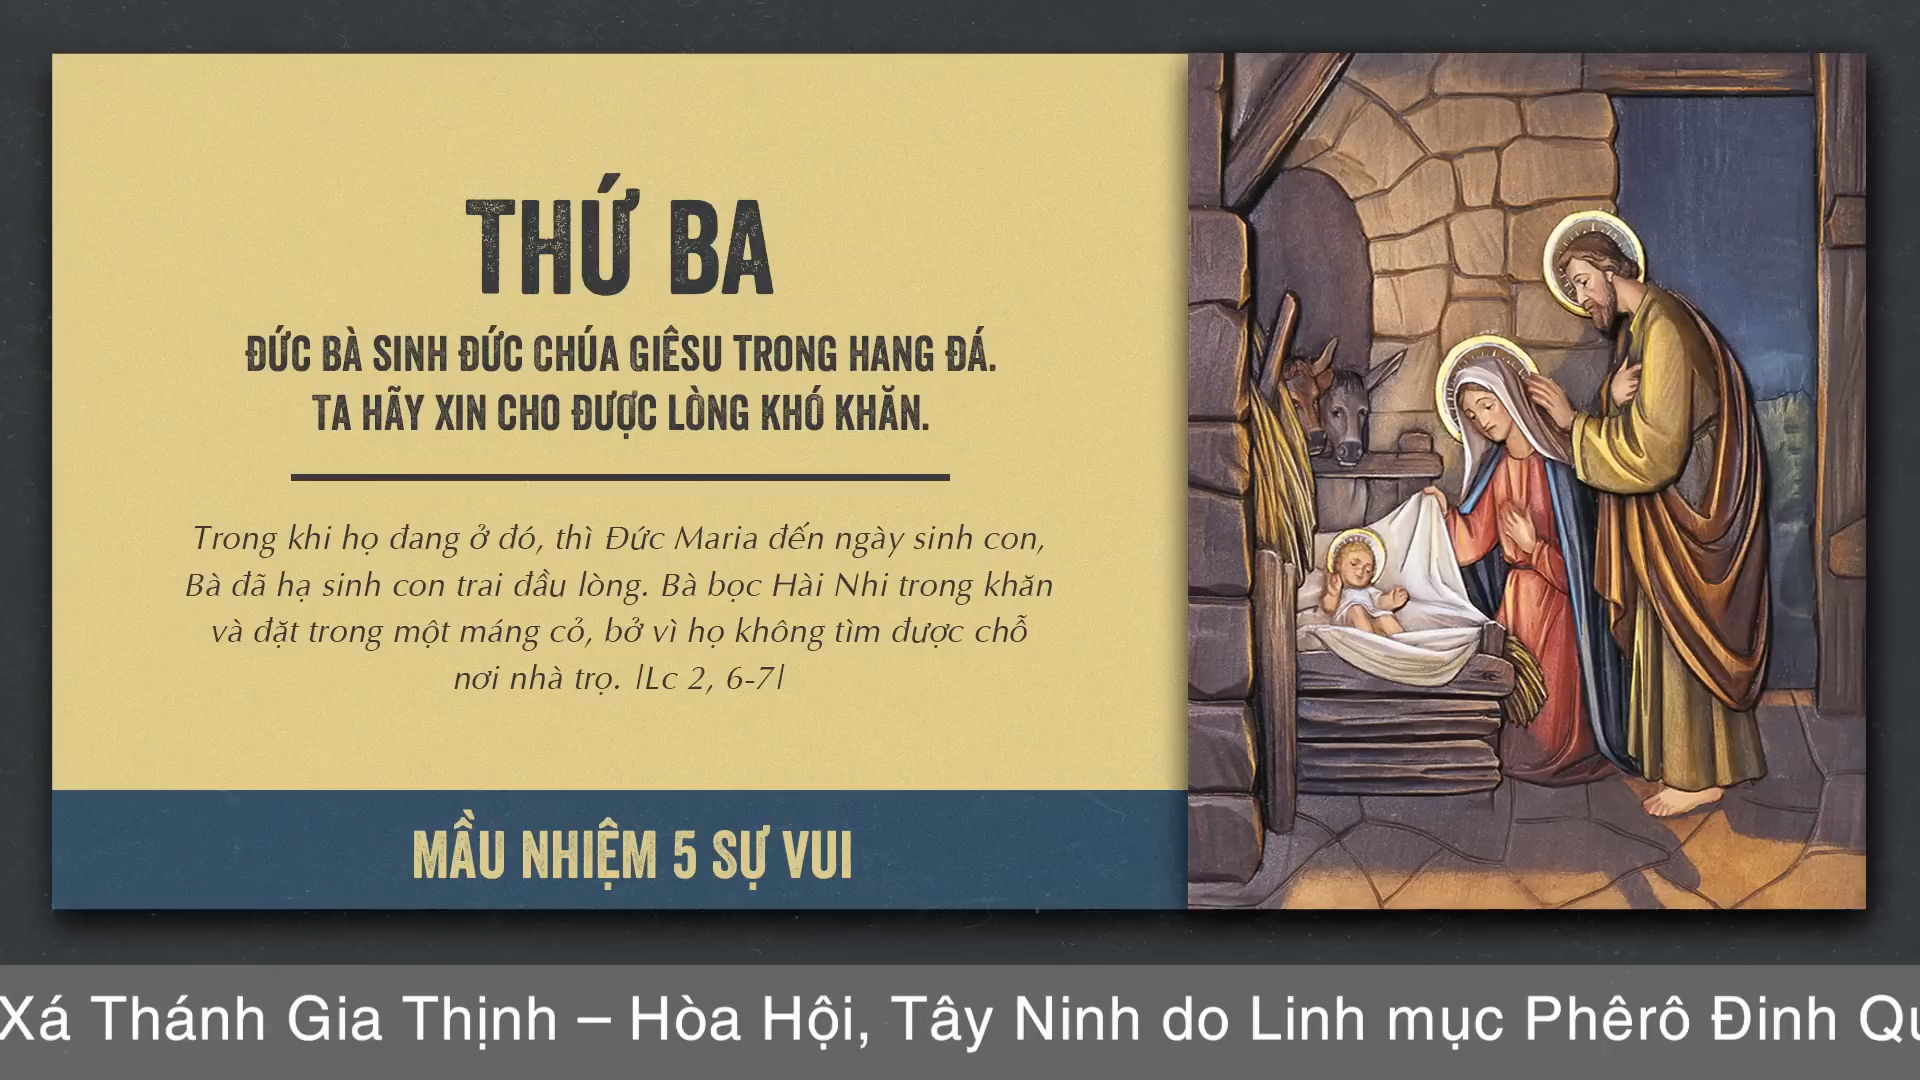 THỨ BA
ĐỨC BÀ SINH ĐỨC CHÚA GIÊSU TRONG HANG ĐÁ.
TA HÃY XIN CHO ĐƯỢC LÒNG KHÓ KHĂN.
Trong khi họ đang ở đó, thì Đức Maria đến ngày sinh con,
Bà đã hạ sinh con trai đầu lòng. Bà bọc Hài Nhi trong khăn
và đặt trong một máng cỏ, bở vì họ không tìm được chỗ
nơi nhà trọ. |Lc 2, 6-7|
MẦU NHIỆM 5 SỰ VUI
Xá Thánh Gia Thịnh – Hòa Hội, Tây Ninh do Linh mục Phêrô Đinh